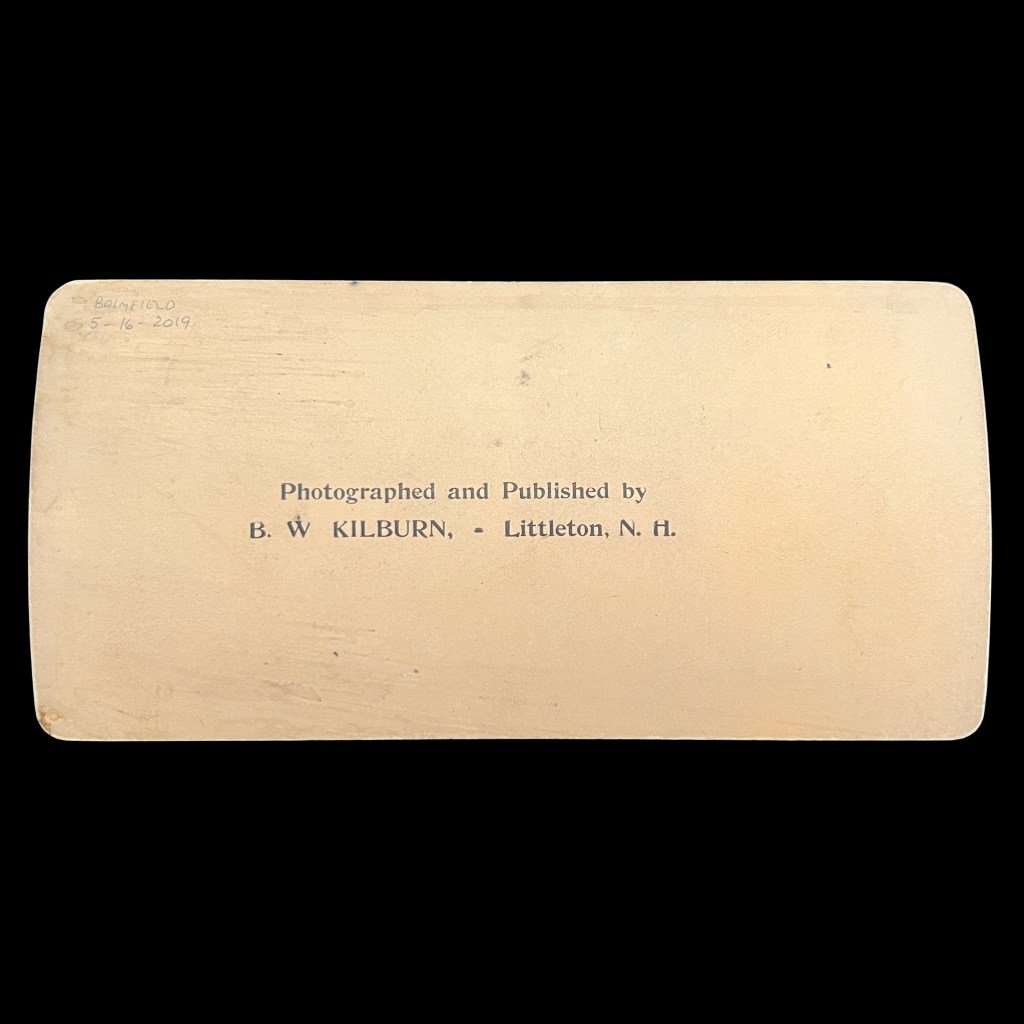 BRIMFIELD
5-16-2019
Photographed and Published by
B. W KILBURN, - Littleton, N. H.